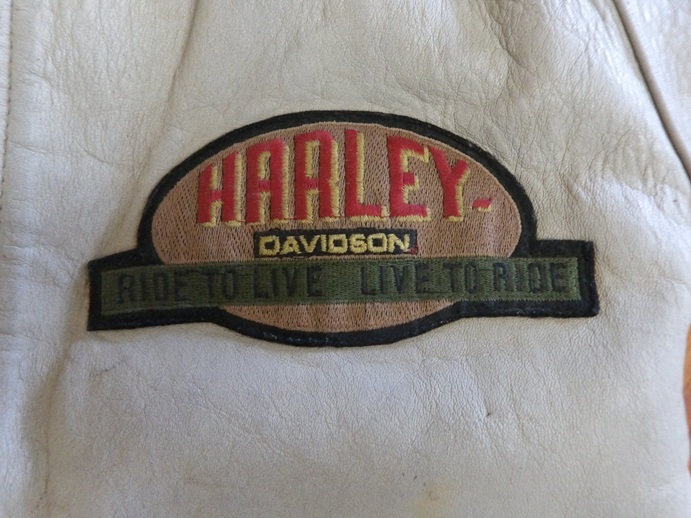 HARLEY-
DAVIDSON
RIDE TO LIVE LIVE TO RIDE